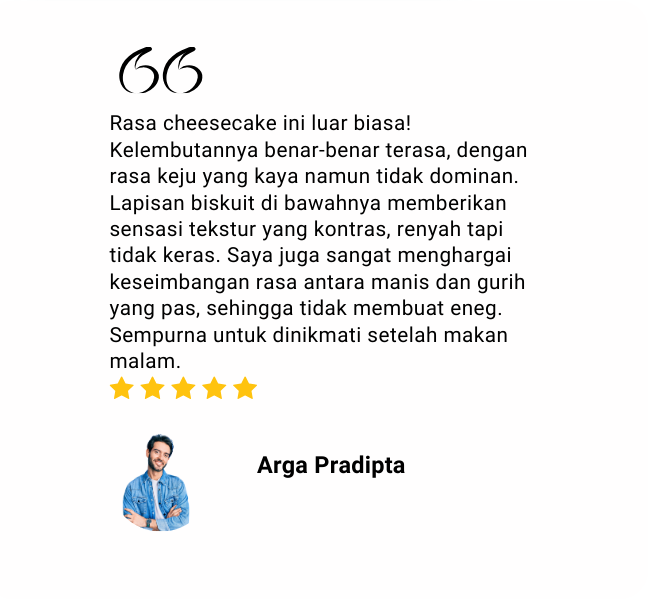 Rasa cheesecake ini luar biasa!
Kelembutannya benar-benar terasa, dengan
rasa keju yang kaya namun tidak dominan.
Lapisan biskuit di bawahnya memberikan
sensasi tekstur yang kontras, renyah tapi
tidak keras. Saya juga sangat menghargai
keseimbangan rasa antara manis dan gurih
yang pas, sehingga tidak membuat eneg.
Sempurna untuk dinikmati setelah makan
malam.
Arga Pradipta